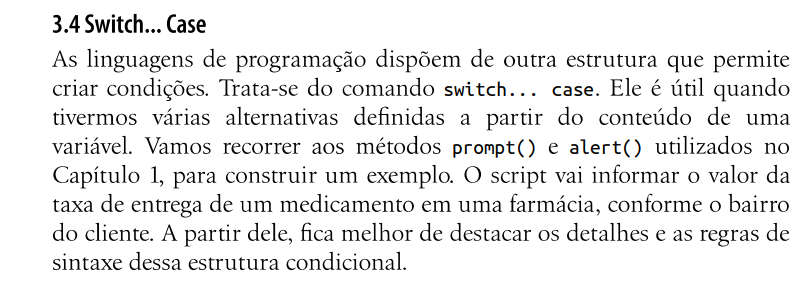 3.4 Switch... Case
As linguagens de programação dispõem de outra estrutura que permite
criar condições. Trata-se do comando switch... case. Ele é útil quando
tivermos várias alternativas definidas a partir do conteúdo de uma
variável. Vamos recorrer aos métodos prompt() e alert() utilizados no
Capítulo 1, para construir um exemplo. O script vai informar o valor da
taxa de entrega de um medicamento em uma farmácia, conforme o bairro
do cliente. A partir dele, fica melhor de destacar os detalhes e as regras de
sintaxe dessa estrutura condicional.